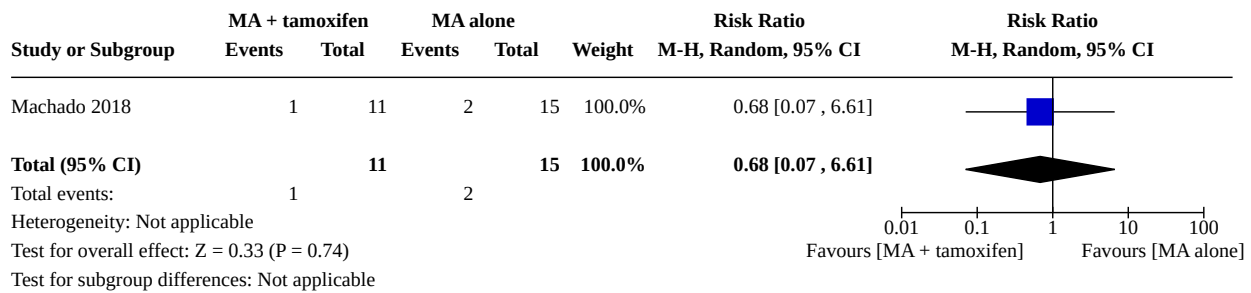 MA + tamoxifen MA alone Risk Ratio Risk Ratio
Study or Subgroup Events Total Events Total Weight M-H, Random, 95% CI M-H, Random, 95% CI
Machado 2018 1 11 2 15 100.0% 0.68 [0.07 , 6.61]
Total (95% CI) 11 15 100.0% 0.68 [0.07 , 6.61]
Total events: 1 2
Heterogeneity: Not applicable
0.01 0.1 1 10 100
Test for overall effect: Z = 0.33 (P = 0.74) Favours [MA + tamoxifen] Favours [MA alone]
Test for subgroup differences: Not applicable